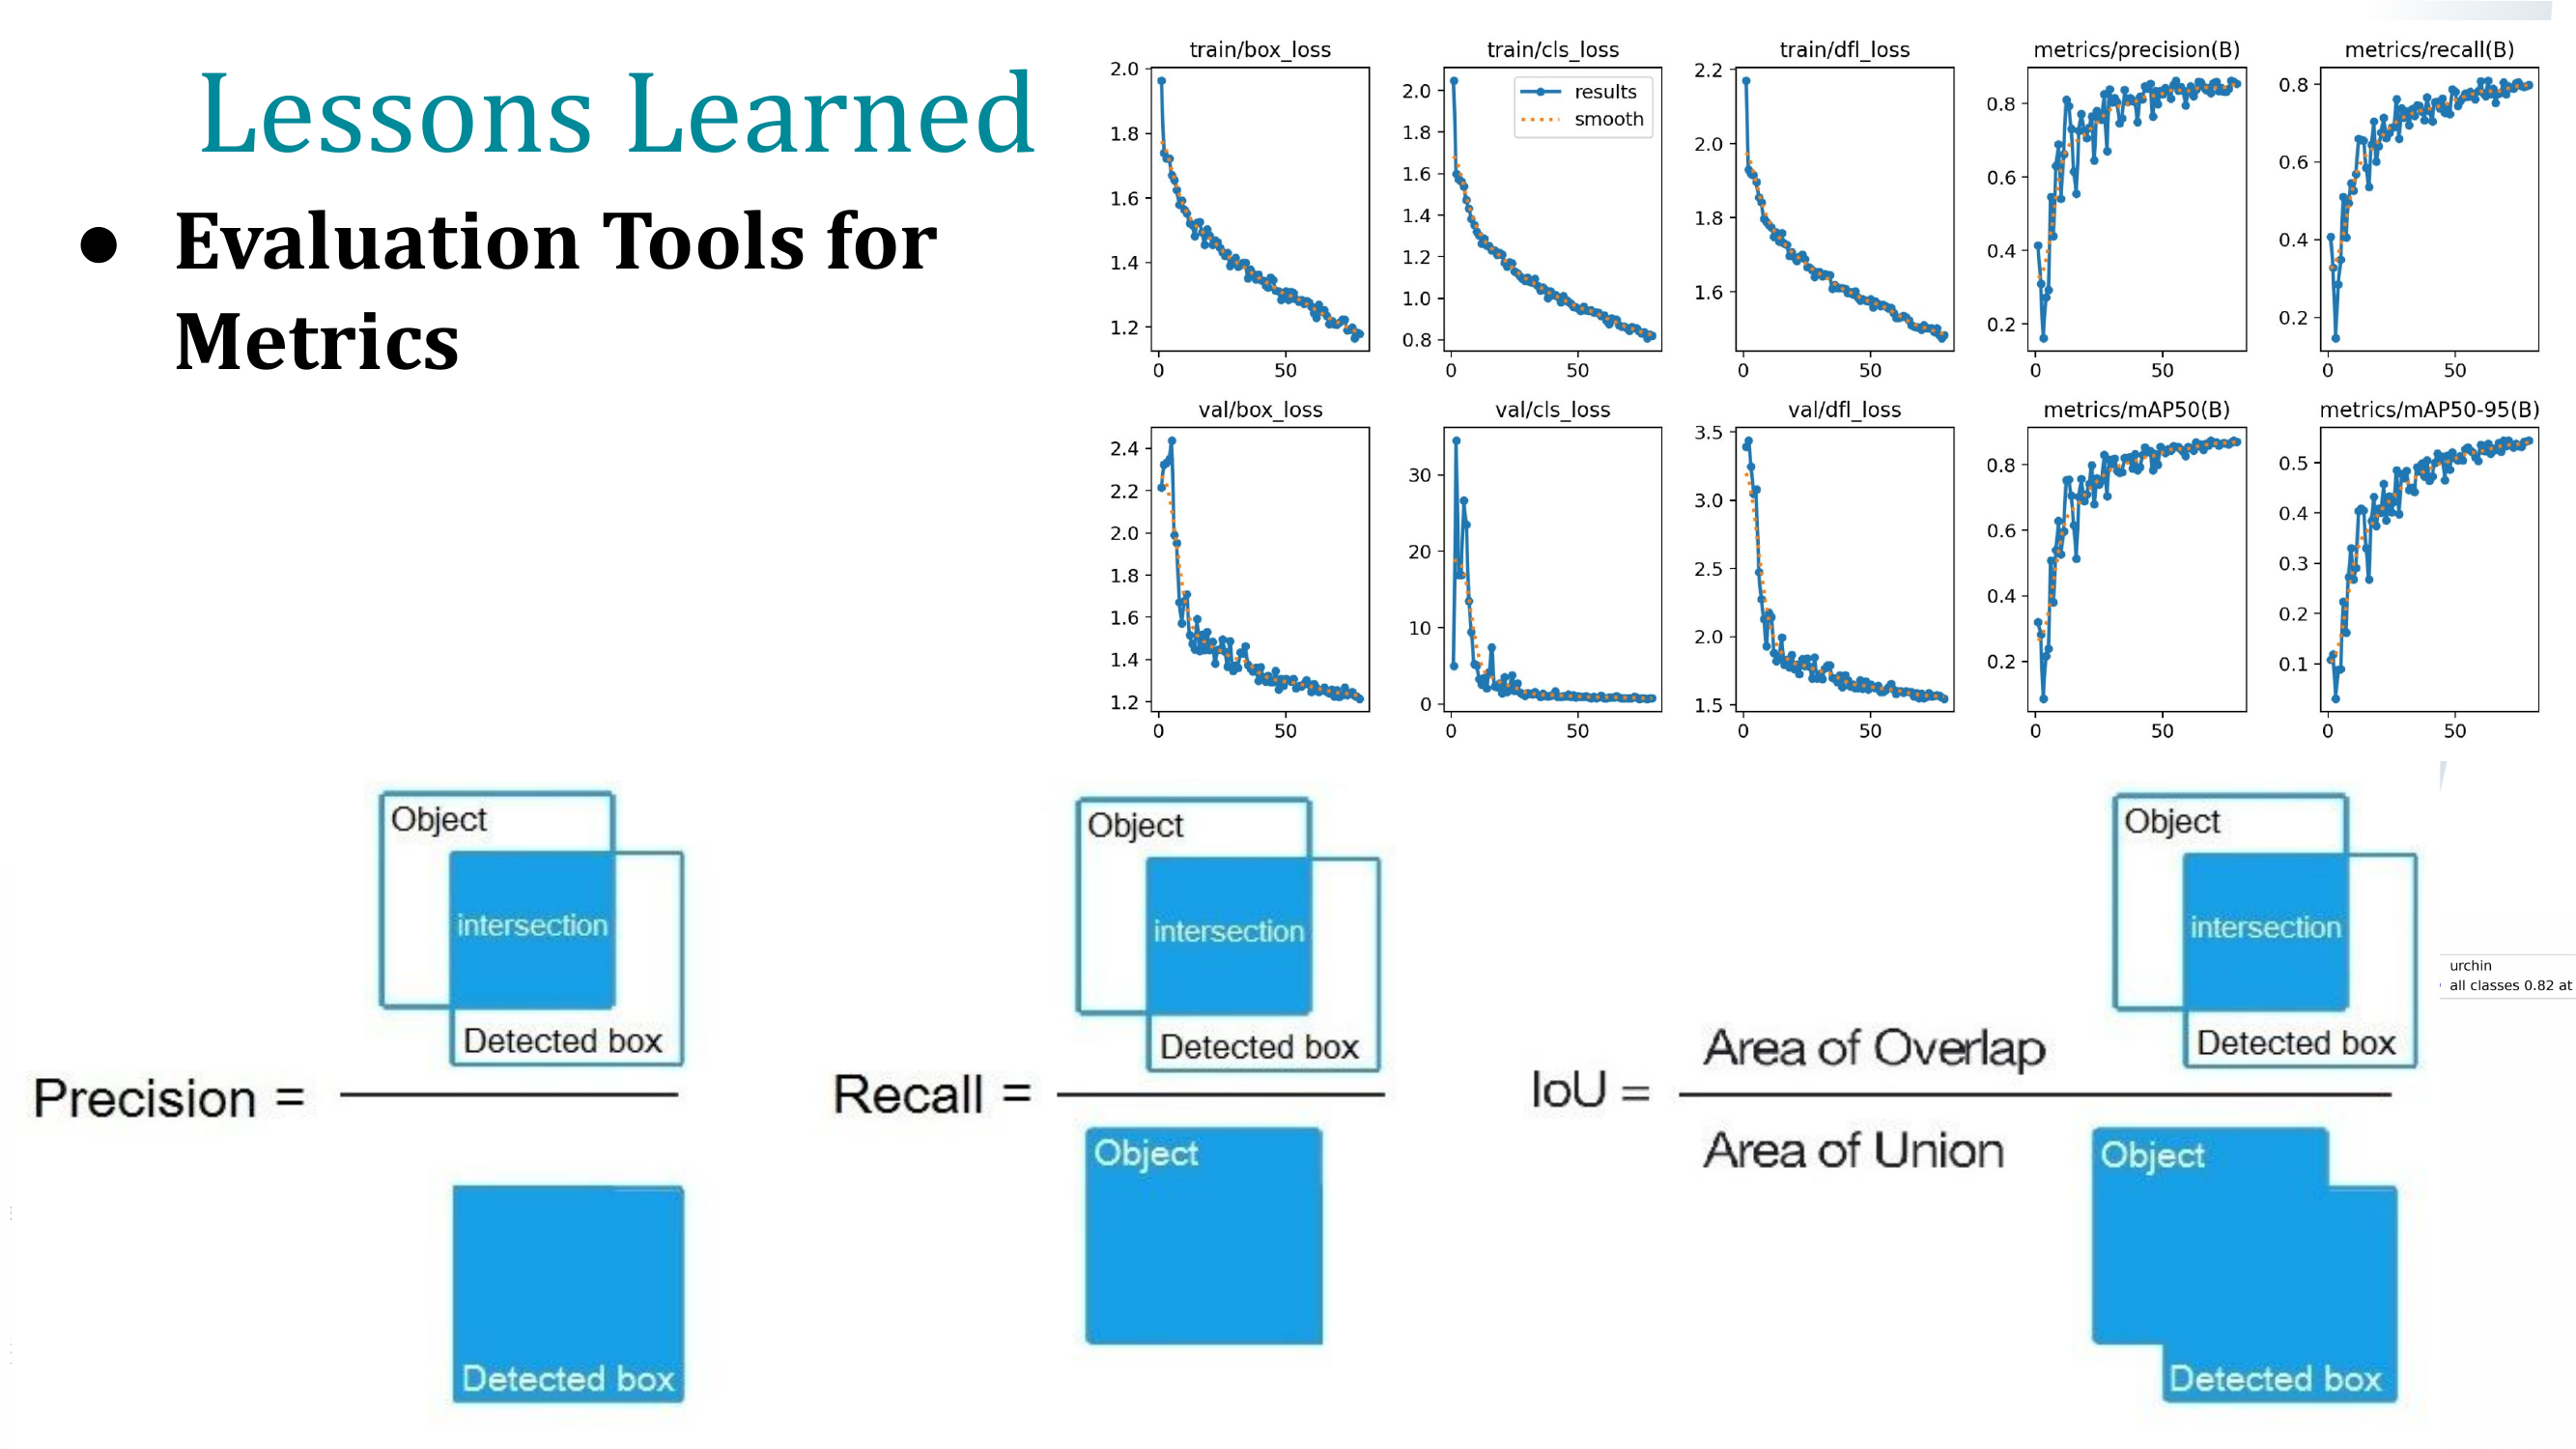 Lessons Learned
● Evaluation Tools for
Metrics
train/box_loss
2.0
1.8
1.6
1.4
1.2
0 50
train/cls_loss
results
smooth
2.0
1.8
1.6
1.4
1.2
1.0
0.8
0 50
train/dfl_loss
2.2
2.0
1.8
1.6
0 50
metrics/precision(B)
0.8
0.6
0.4
0.2
0 50
metrics/recall(B)
0.8
0.6
0.4
0.2
0 50
val/box_loss
2.4
2.2
2.0
1.8
1.6
1.4
1.2
0 50
val/cls_loss
30
20
10
0
0 50
val/dfl_loss
3.5
3.0
2.5
2.0
1.5
0 50
metrics/mAP50(B)
0.8
0.6
0.4
0.2
0 50
metrics/mAP50-95(B)
0.5
0.4
0.3
0.2
0.1
0 50
Object
intersection
Detected box
Precision =
Detected box
Object
intersection
Detected box
Recall =
Object
Object
intersection
Detected box
Area of Overlap
IoU =
Area of Union
Object
Detected box
urchin
all classes 0.82 at